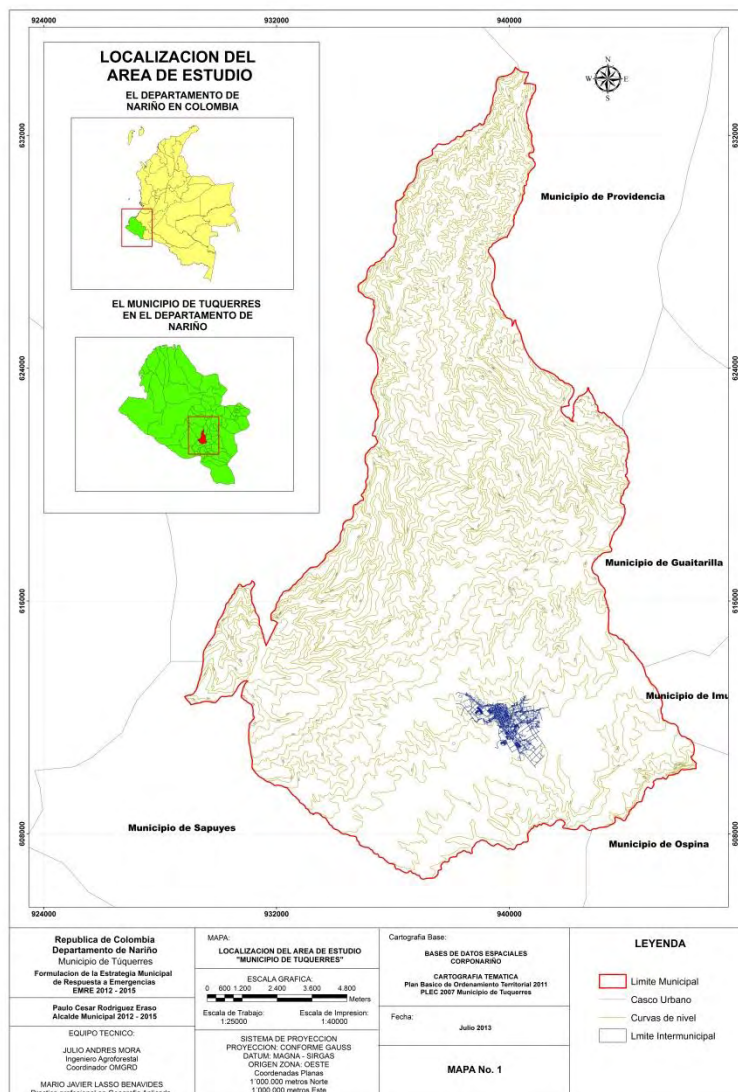 924000
932000
940000
LOCALIZACION DEL
AREA DE ESTUDIO
EL DEPARTAMENTO DE
NARIÑO EN COLOMBIA
EL MUNICIPIO DE TUQUERRES
EN EL DEPARTAMENTO DE
NARIÑO
N
W
E
S
632000
632000
624000
624000
616000
616000
608000
608000
Municipio de Providencia
Municipio de Guaitarilla
Municipio de Imu
Municipio de Sapuyes
Municipio de Ospina
924000
932000
940000
Republica de Colombia
Departamento de Nariño
Municipio de Túquerres
Formulacion de la Estrategia Municipal
de Respuesta a Emergencias
EMRE 2012 - 2015
Paulo Cesar Rodriguez Eraso
Alcalde Municipal 2012 - 2015
EQUIPO TECNICO:
JULIO ANDRES MORA
Ingeniero Agroforestal
Coordinador OMGRD
MARIO JAVIER LASSO BENAVIDES
MAPA:
LOCALIZACION DEL AREA DE ESTUDIO
"MUNICIPIO DE TUQUERRES"
ESCALA GRAFICA:
0 600 1.200 2.400 3.600 4.800
Meters
Escala de Trabajo: 1:25000
Escala de Impresion: 1:40000
SISTEMA DE PROYECCION
PROYECCION: CONFORME GAUSS
DATUM: MAGNA - SIRGAS
ORIGEN ZONA: OESTE
Coordenadas Planas
1'000.000 metros Norte
1'000.000 metros Este
Cartografia Base:
BASES DE DATOS ESPACIALES
CORPONARIÑO
CARTOGRAFIA TEMATICA
Plan Basico de Ordenamiento Territorial 2011
PLEC 2007 Municipio de Tuquerres
Fecha:
Julio 2013
MAPA No. 1
LEYENDA
Limite Municipal
Casco Urbano
Curvas de nivel
Lmite Intermunicipal